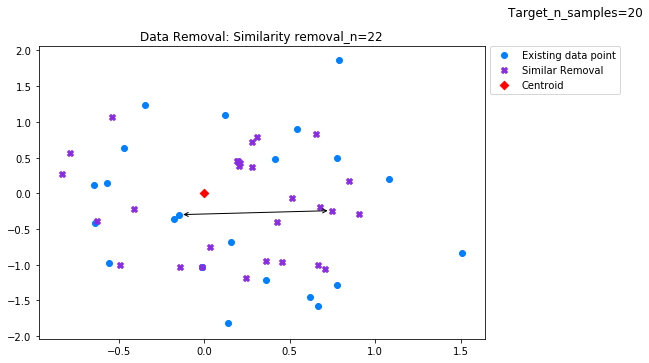 Target_n_samples=20
Data Removal: Similarity removal_n=22
Existing data point
Similar Removal
Centroid
2.0
1.5
1.0
0.5
0.0
−0.5
−1.0
−1.5
−2.0
−0.5 0.0 0.5 1.0 1.5